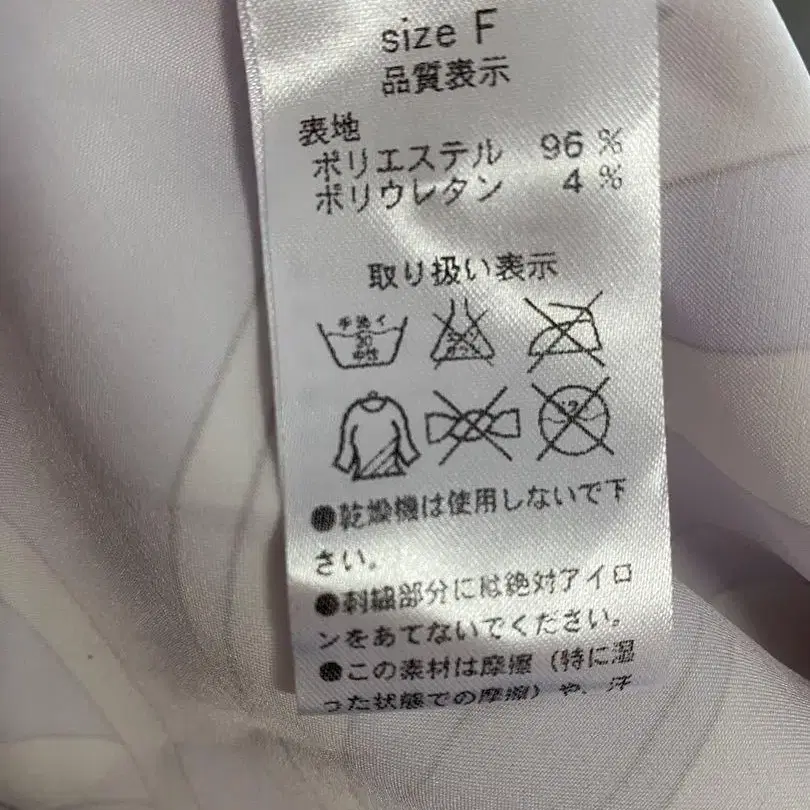 size F
品質表示
表地
ポリエステル 96 %
ポリウレタン 4 %
取り扱い表示
手洗イ
30
中性
●乾燥機は使用しないで下
さい。
●刺繍部分には絶対アイロ
ンをあてないでください。
●この素材は摩擦（特に湿
った状態での摩擦）や、汗